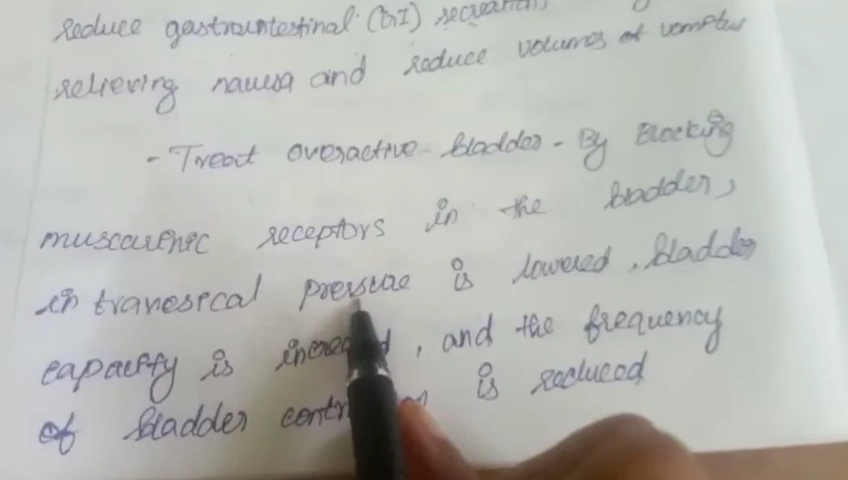 reduce gastrointestinal (GI)
relieving nausea and reduce volumes of
- Treat overactive bladder - By Blocking
muscarinic receptors in the bladder,
intravesical pressure is lowered, bladder
capacity is , and the frequency
of bladder is reduced